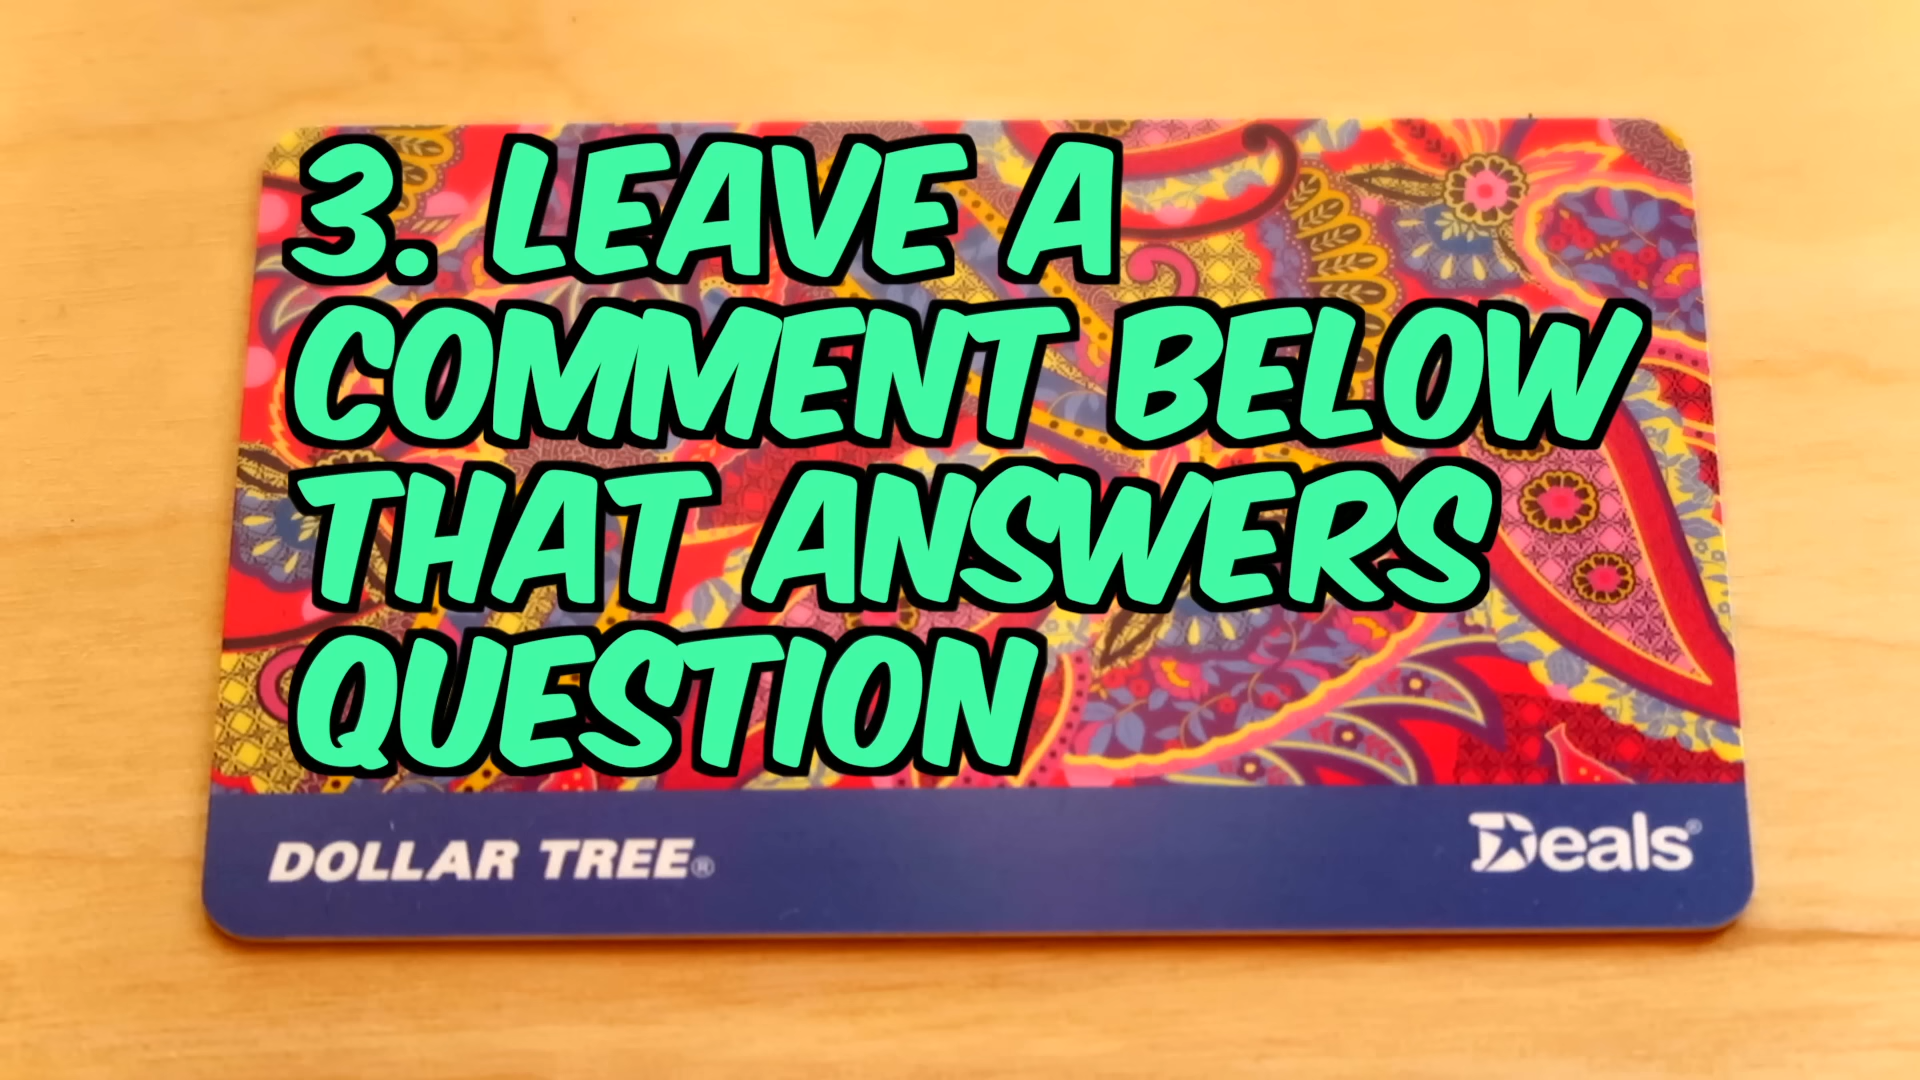 3. LEAVE A
COMMENT BELOW
THAT ANSWERS
QUESTION
DOLLAR TREE®
Deals®